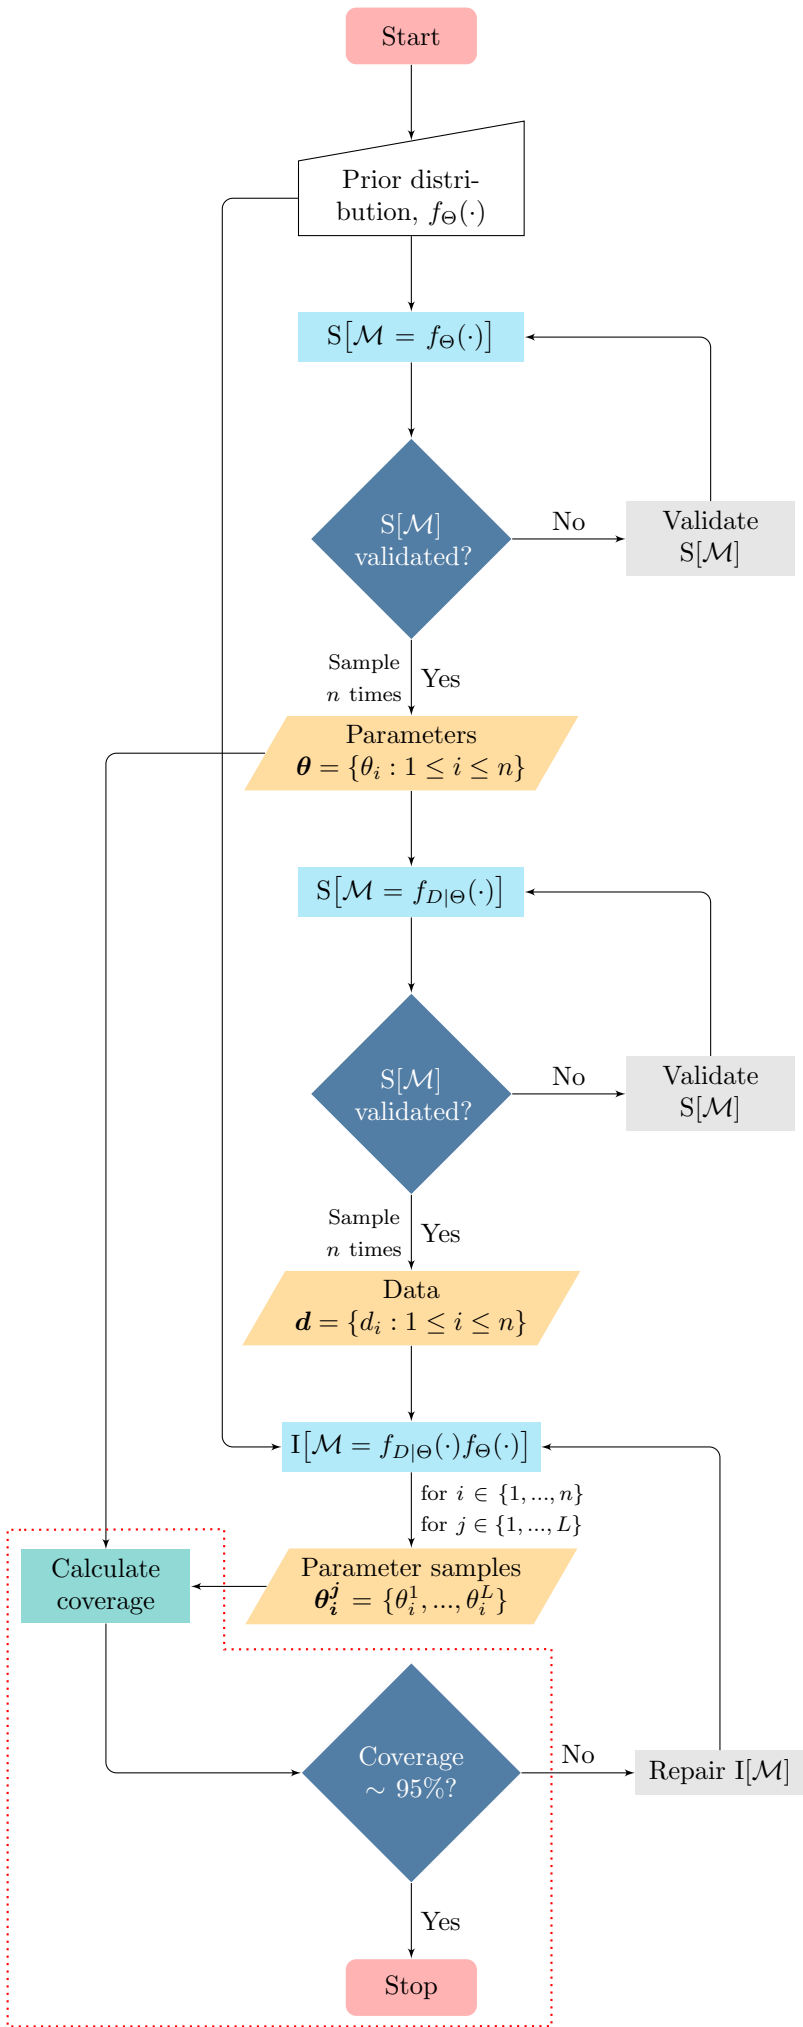 Start
Prior distri-
bution, f_Θ(·)
S[ℳ = f_Θ(·)]
S[ℳ]
validated?
No
Validate
S[ℳ]
Sample
n times
Yes
Parameters
𝜽 = {θ_i : 1 ≤ i ≤ n}
S[ℳ = f_{D|Θ}(·)]
S[ℳ]
validated?
No
Validate
S[ℳ]
Sample
n times
Yes
Data
𝒅 = {d_i : 1 ≤ i ≤ n}
I[ℳ = f_{D|Θ}(·)f_Θ(·)]
for i ∈ {1, ..., n}
for j ∈ {1, ..., L}
Calculate
coverage
Parameter samples
𝜽_𝒊^𝒋 = {θ_i^1, ..., θ_i^L}
Coverage
∼ 95%?
No
Repair I[ℳ]
Yes
Stop